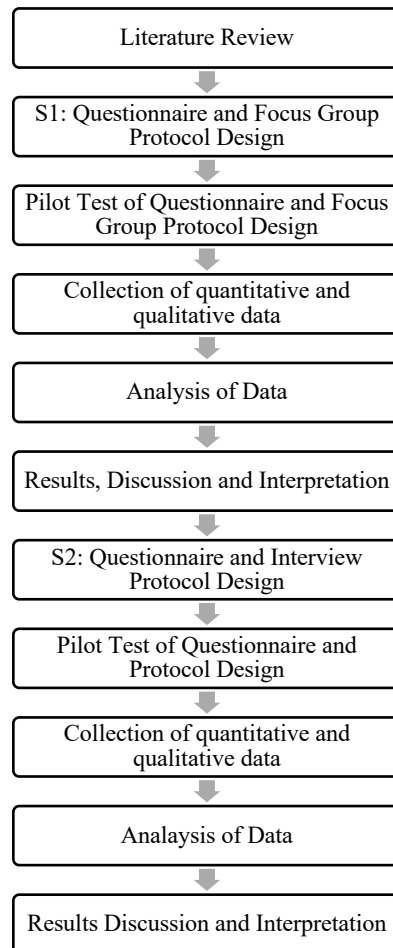 Literature Review
S1: Questionnaire and Focus Group
Protocol Design
Pilot Test of Questionnaire and Focus
Group Protocol Design
Collection of quantitative and
qualitative data
Analysis of Data
Results, Discussion and Interpretation
S2: Questionnaire and Interview
Protocol Design
Pilot Test of Questionnaire and
Protocol Design
Collection of quantitative and
qualitative data
Analaysis of Data
Results Discussion and Interpretation